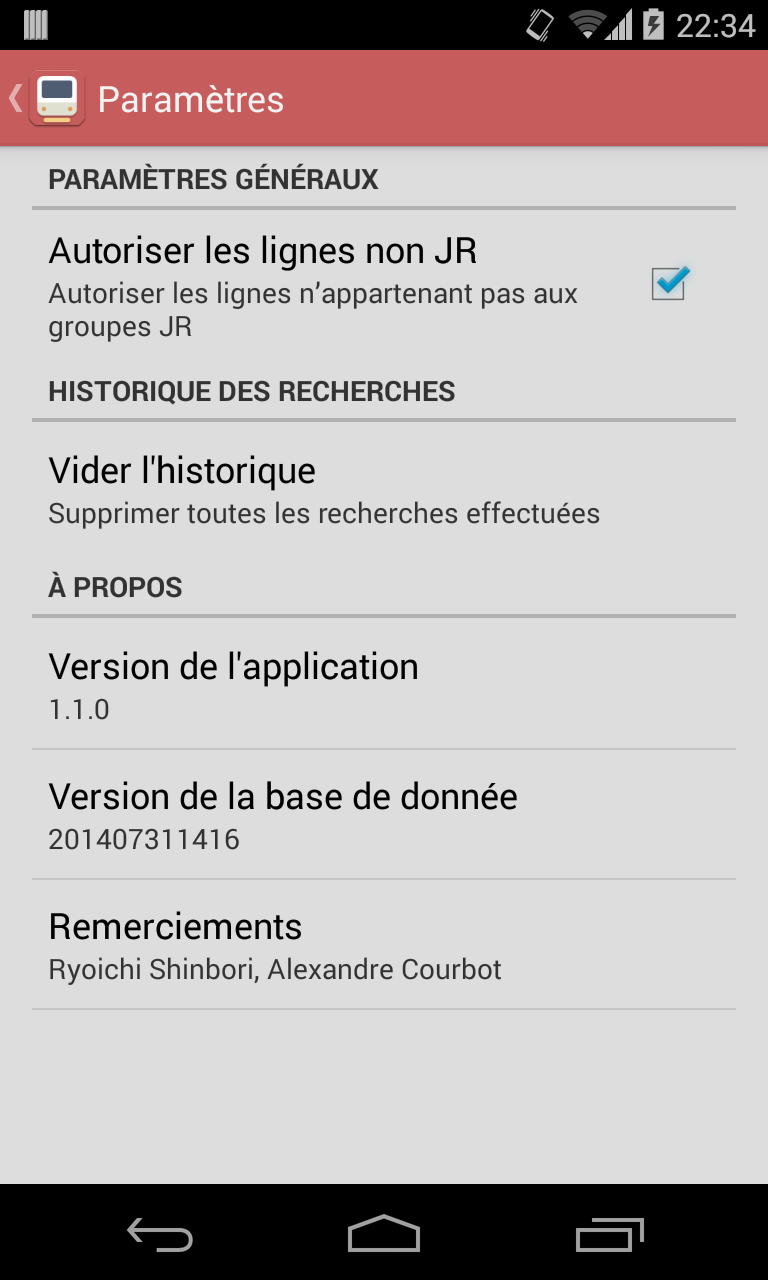 22:34
Paramètres
PARAMÈTRES GÉNÉRAUX
Autoriser les lignes non JR
Autoriser les lignes n’appartenant pas aux
groupes JR
HISTORIQUE DES RECHERCHES
Vider l'historique
Supprimer toutes les recherches effectuées
À PROPOS
Version de l'application
1.1.0
Version de la base de donnée
201407311416
Remerciements
Ryoichi Shinbori, Alexandre Courbot